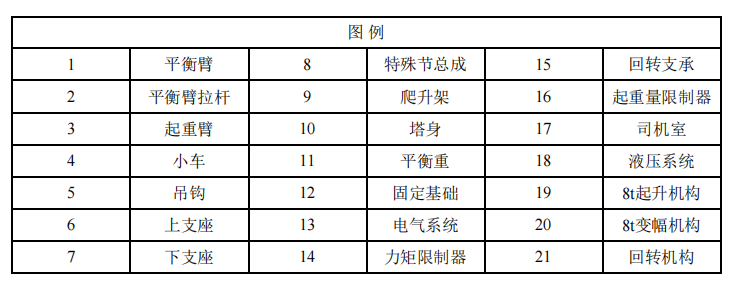 图 例
1 平衡臂 8 特殊节总成 15 回转支承
2 平衡臂拉杆 9 爬升架 16 起重量限制器
3 起重臂 10 塔身 17 司机室
4 小车 11 平衡重 18 液压系统
5 吊钩 12 固定基础 19 8t起升机构
6 上支座 13 电气系统 20 8t变幅机构
7 下支座 14 力矩限制器 21 回转机构